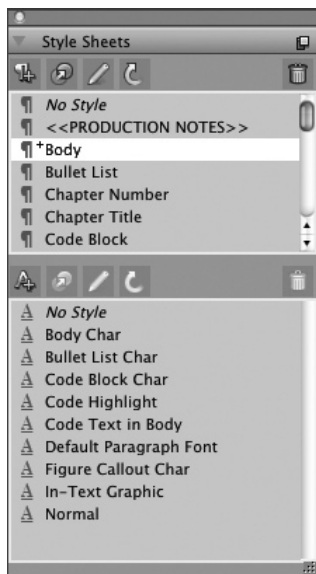 Style Sheets
No Style
<<PRODUCTION NOTES>>
+Body
Bullet List
Chapter Number
Chapter Title
Code Block
No Style
Body Char
Bullet List Char
Code Block Char
Code Highlight
Code Text in Body
Default Paragraph Font
Figure Callout Char
In-Text Graphic
Normal